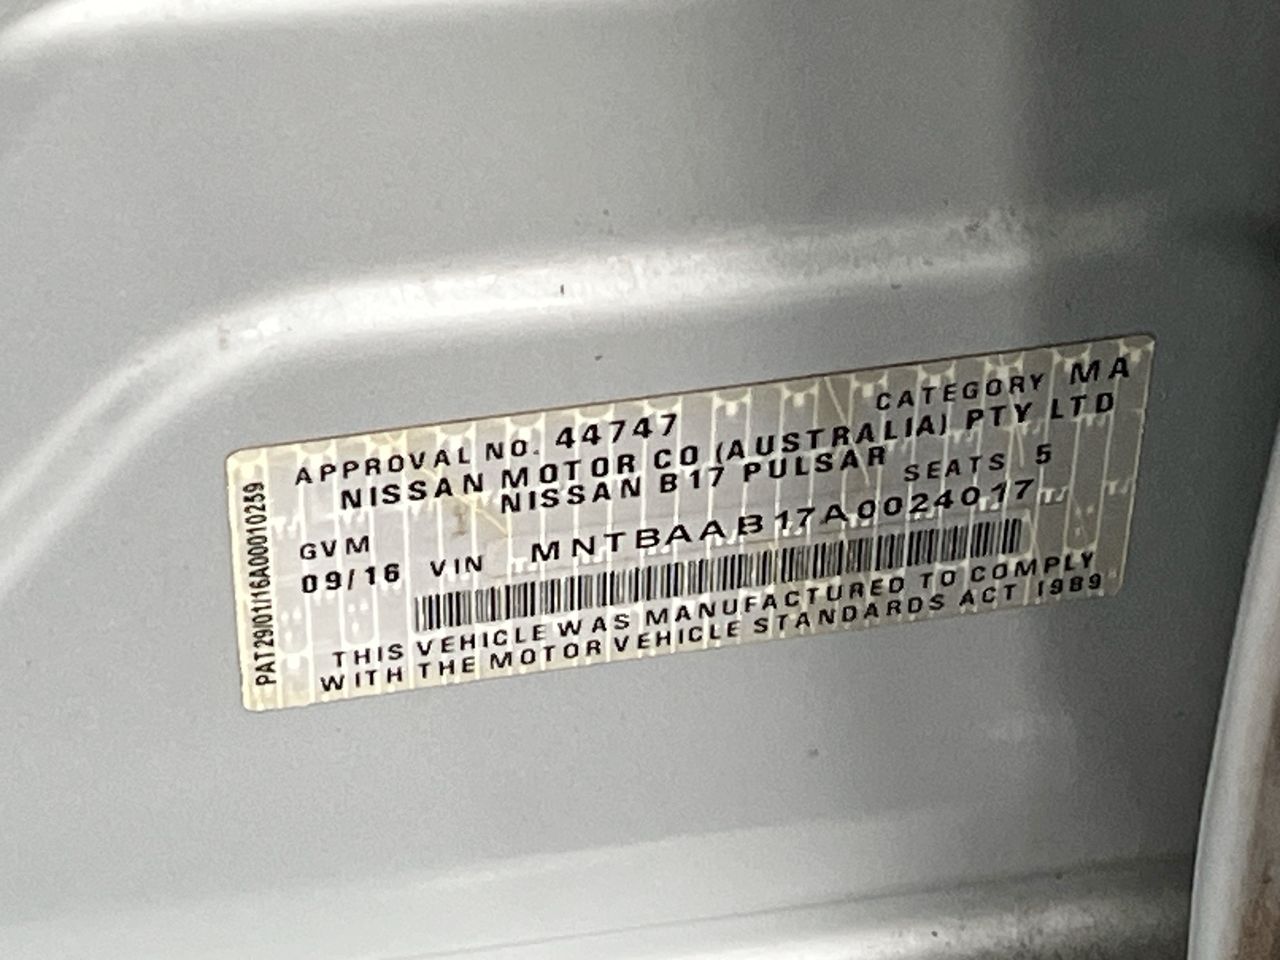 APPROVAL NO. 44747 CATEGORY MA
NISSAN MOTOR CO (AUSTRALIA) PTY LTD
NISSAN B17 PULSAR
GVM SEATS 5
09/16 VIN MNTBAAB17A0024017
THIS VEHICLE WAS MANUFACTURED TO COMPLY
WITH THE MOTOR VEHICLE STANDARDS ACT 1989
PAT29/01/16A00010259